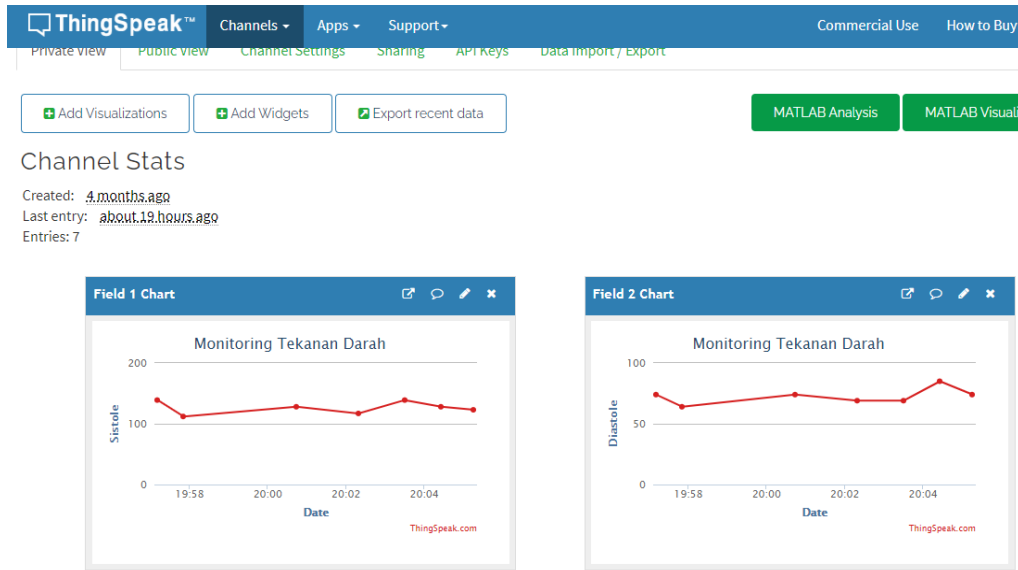 ThingSpeak™ Channels Apps Support Commercial Use How to Buy
Private View Public View Channel Settings Sharing API Keys Data Import / Export
Add Visualizations Add Widgets Export recent data MATLAB Analysis MATLAB Visuali
Channel Stats
Created: 4 months ago
Last entry: about 19 hours ago
Entries: 7
Field 1 Chart
Monitoring Tekanan Darah
200
100
0
Sistole
19:58 20:00 20:02 20:04
Date
ThingSpeak.com
Field 2 Chart
Monitoring Tekanan Darah
100
50
0
Diastole
19:58 20:00 20:02 20:04
Date
ThingSpeak.com